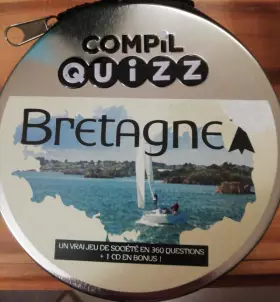 COMPiL
QUiZZ
BRETAGNE
UN VRAI JEU DE SOCIÉTÉ EN 360 QUESTIONS
+ 1 CD EN BONUS !